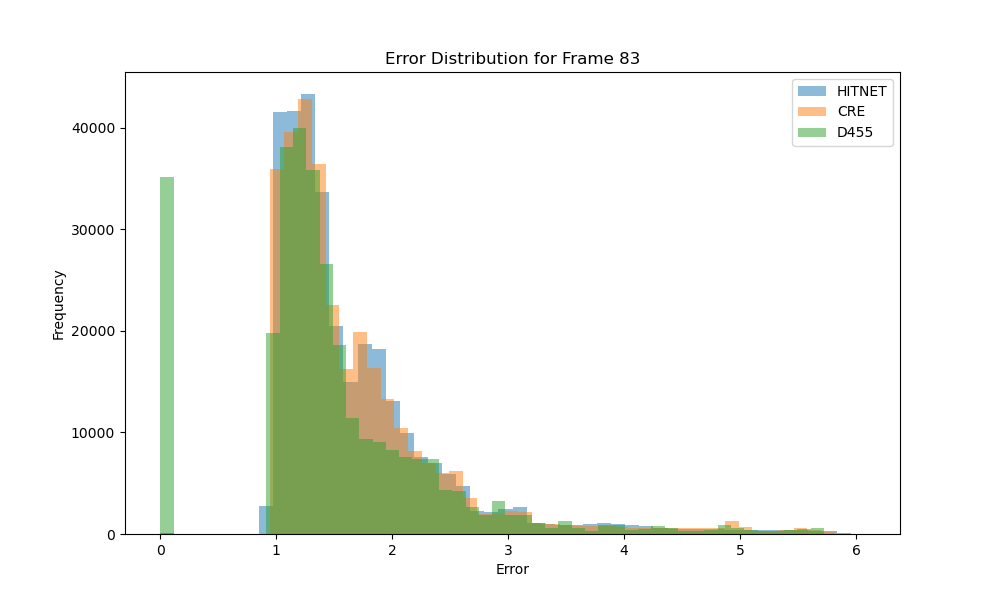 Error Distribution for Frame 83
HITNET
CRE
D455
40000
30000
20000
10000
0
Frequency
0 1 2 3 4 5 6
Error